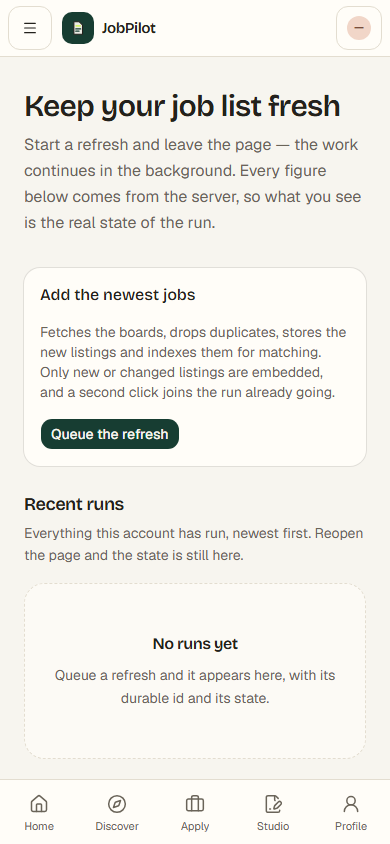 JobPilot
Keep your job list fresh
Start a refresh and leave the page — the work
continues in the background. Every figure
below comes from the server, so what you see
is the real state of the run.
Add the newest jobs
Fetches the boards, drops duplicates, stores the
new listings and indexes them for matching.
Only new or changed listings are embedded,
and a second click joins the run already going.
Queue the refresh
Recent runs
Everything this account has run, newest first. Reopen
the page and the state is still here.
No runs yet
Queue a refresh and it appears here, with its
durable id and its state.
Home Discover Apply Studio Profile